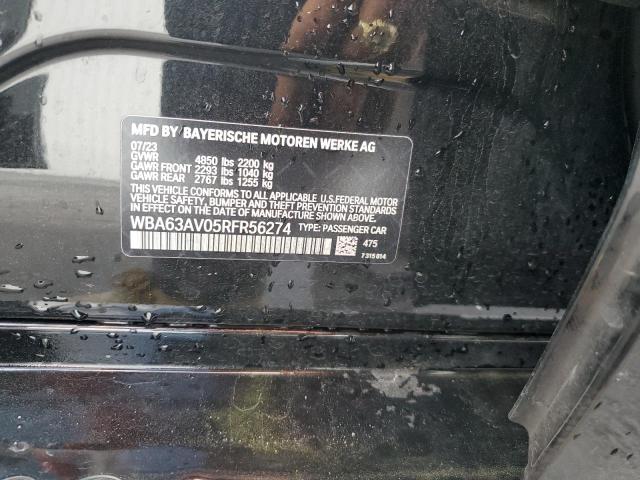 MFD BY BAYERISCHE MOTOREN WERKE AG
07/23
GVWR 4850 lbs 2200 kg
GAWR FRONT 2293 lbs 1040 kg
GAWR REAR 2767 lbs 1255 kg
THIS VEHICLE CONFORMS TO ALL APPLICABLE U.S. FEDERAL MOTOR
VEHICLE SAFETY, BUMPER AND THEFT PREVENTION STANDARDS
IN EFFECT ON THE DATE OF MANUFACTURE SHOWN ABOVE.
WBA63AV05RFR56274 TYPE: PASSENGER CAR
475
7 315 014